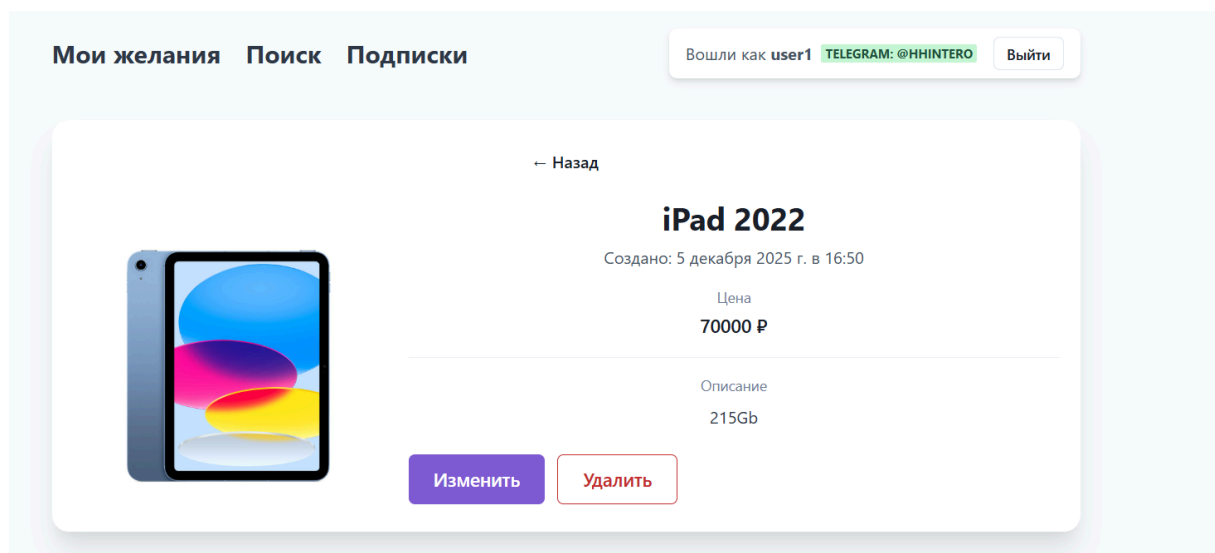 Мои желания Поиск Подписки
Вошли как user1 TELEGRAM: @HHINTERO Выйти
← Назад
iPad 2022
Создано: 5 декабря 2025 г. в 16:50
Цена
70000 ₽
Описание
215Gb
Изменить Удалить